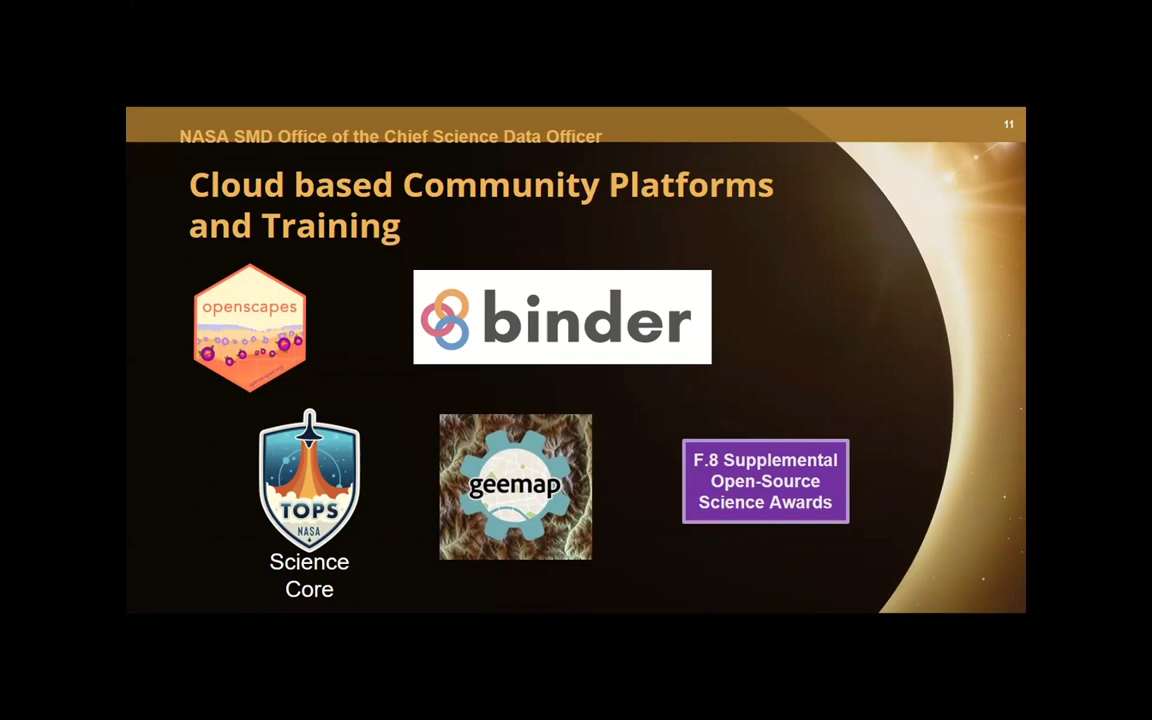 NASA SMD Office of the Chief Science Data Officer
11
Cloud based Community Platforms
and Training
openscapes
binder
TOPS
NASA
Science
Core
geemap
F.8 Supplemental
Open-Source
Science Awards